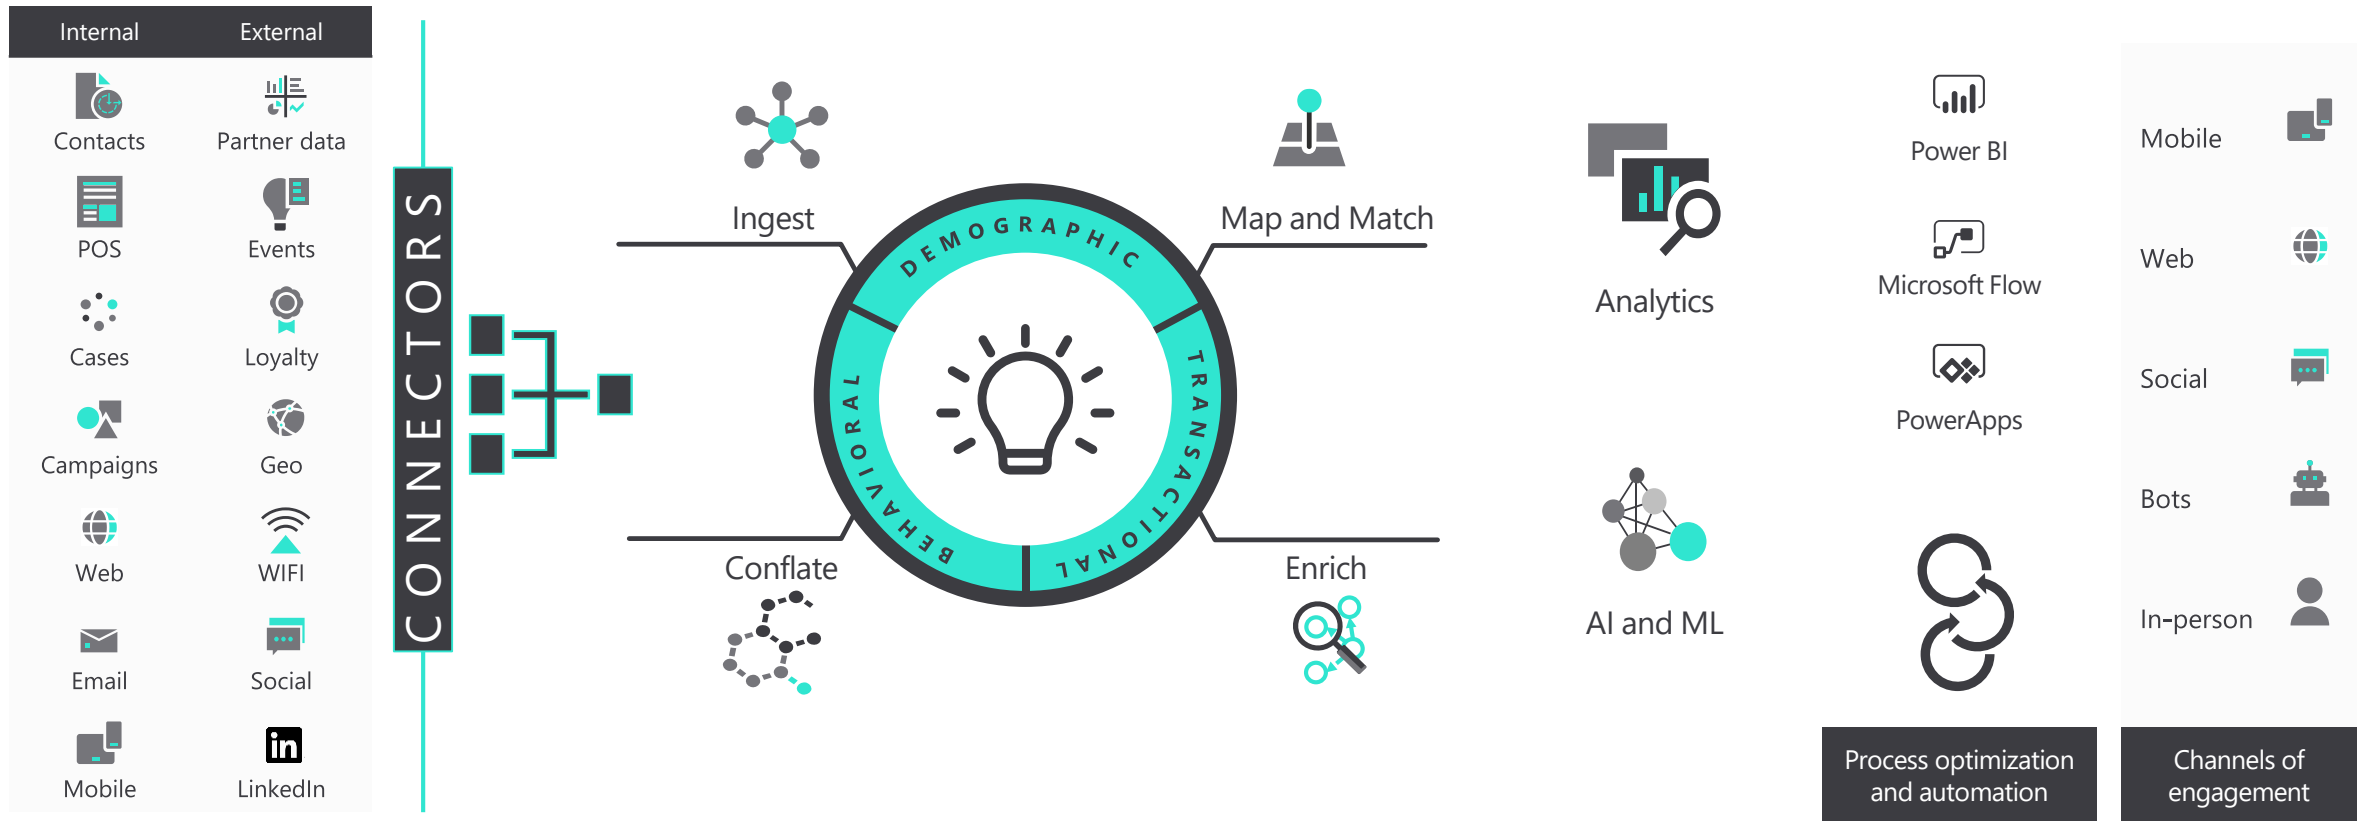 Internal
External
Contacts
Partner data
POS
Events
Cases
Loyalty
Campaigns
Geo
Web
WIFI
Email
Social
Mobile
LinkedIn
in
CONNECTORS
Ingest
Map and Match
DEMOGRAPHIC
TRANSACTIONAL
BEHAVIORAL
Conflate
Enrich
Analytics
AI and ML
Power BI
Microsoft Flow
PowerApps
Process optimization
and automation
Mobile
Web
Social
Bots
In-person
Channels of
engagement